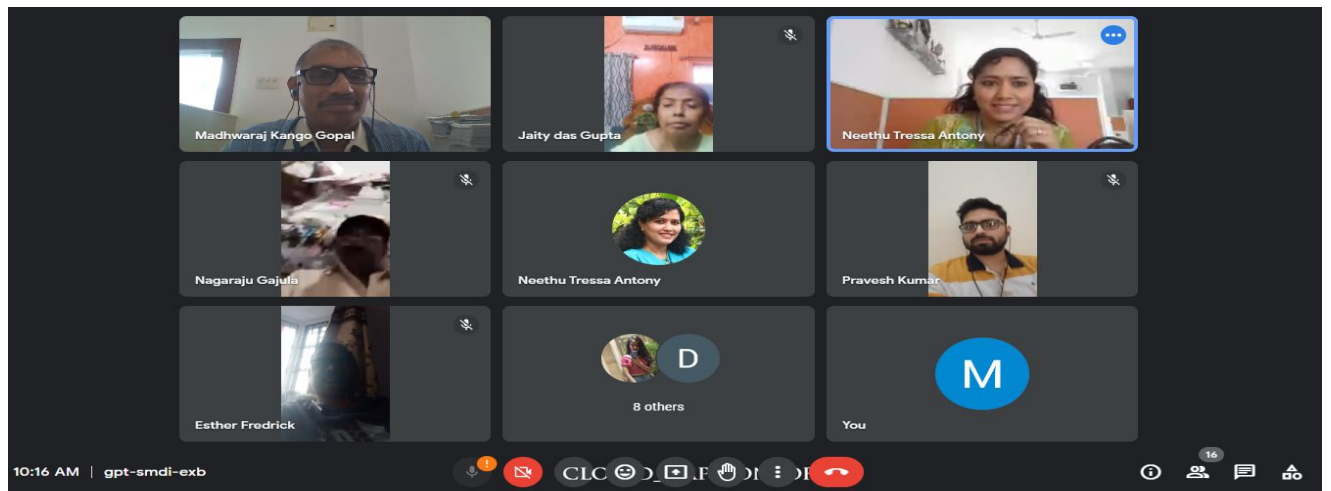 Madhwaraj Kango Gopal
Jaity das Gupta
Neethu Tressa Antony
Nagaraju Gajula
Neethu Tressa Antony
Pravesh Kumar
Esther Fredrick
D
8 others
M
You
10:16 AM | gpt-smdi-exb
16